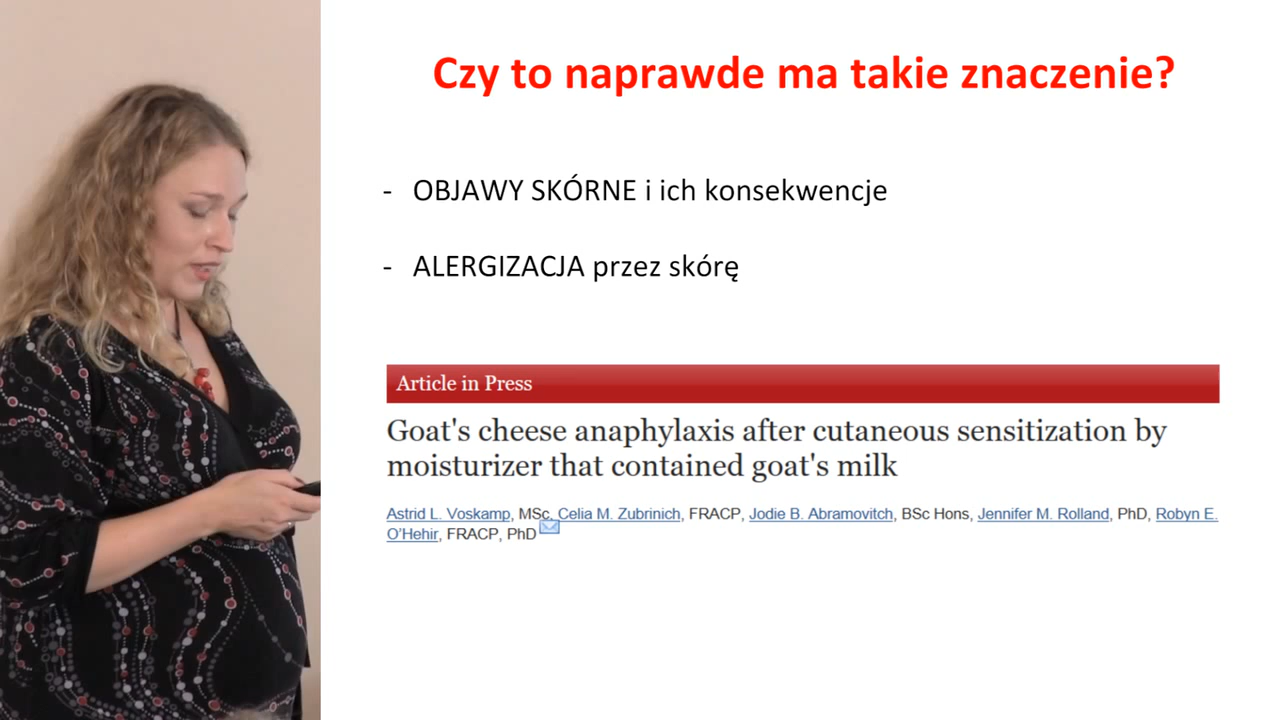 Czy to naprawde ma takie znaczenie?
- OBJAWY SKÓRNE i ich konsekwencje
- ALERGIZACJA przez skórę
Article in Press
Goat's cheese anaphylaxis after cutaneous sensitization by
moisturizer that contained goat's milk
Astrid L. Voskamp, MSc, Celia M. Zubrinich, FRACP, Jodie B. Abramovitch, BSc Hons, Jennifer M. Rolland, PhD, Robyn E.
O'Hehir, FRACP, PhD